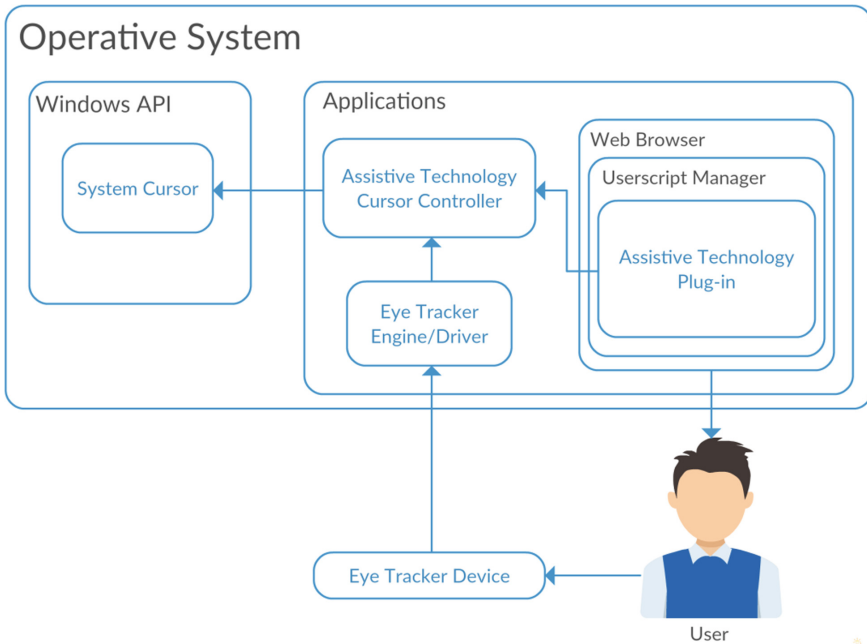 Operative System
Windows API
System Cursor
Applications
Assistive Technology
Cursor Controller
Eye Tracker
Engine/Driver
Web Browser
Userscript Manager
Assistive Technology
Plug-in
Eye Tracker Device
User